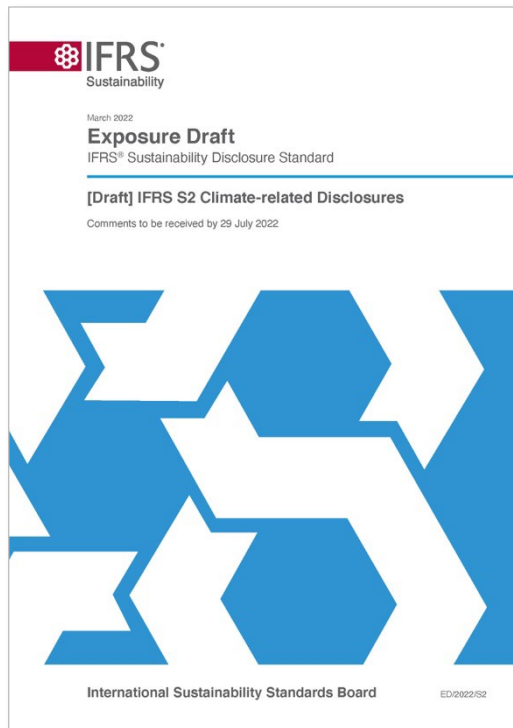 IFRS®
Sustainability
March 2022
Exposure Draft
IFRS® Sustainability Disclosure Standard
[Draft] IFRS S2 Climate-related Disclosures
Comments to be received by 29 July 2022
International Sustainability Standards Board
ED/2022/S2